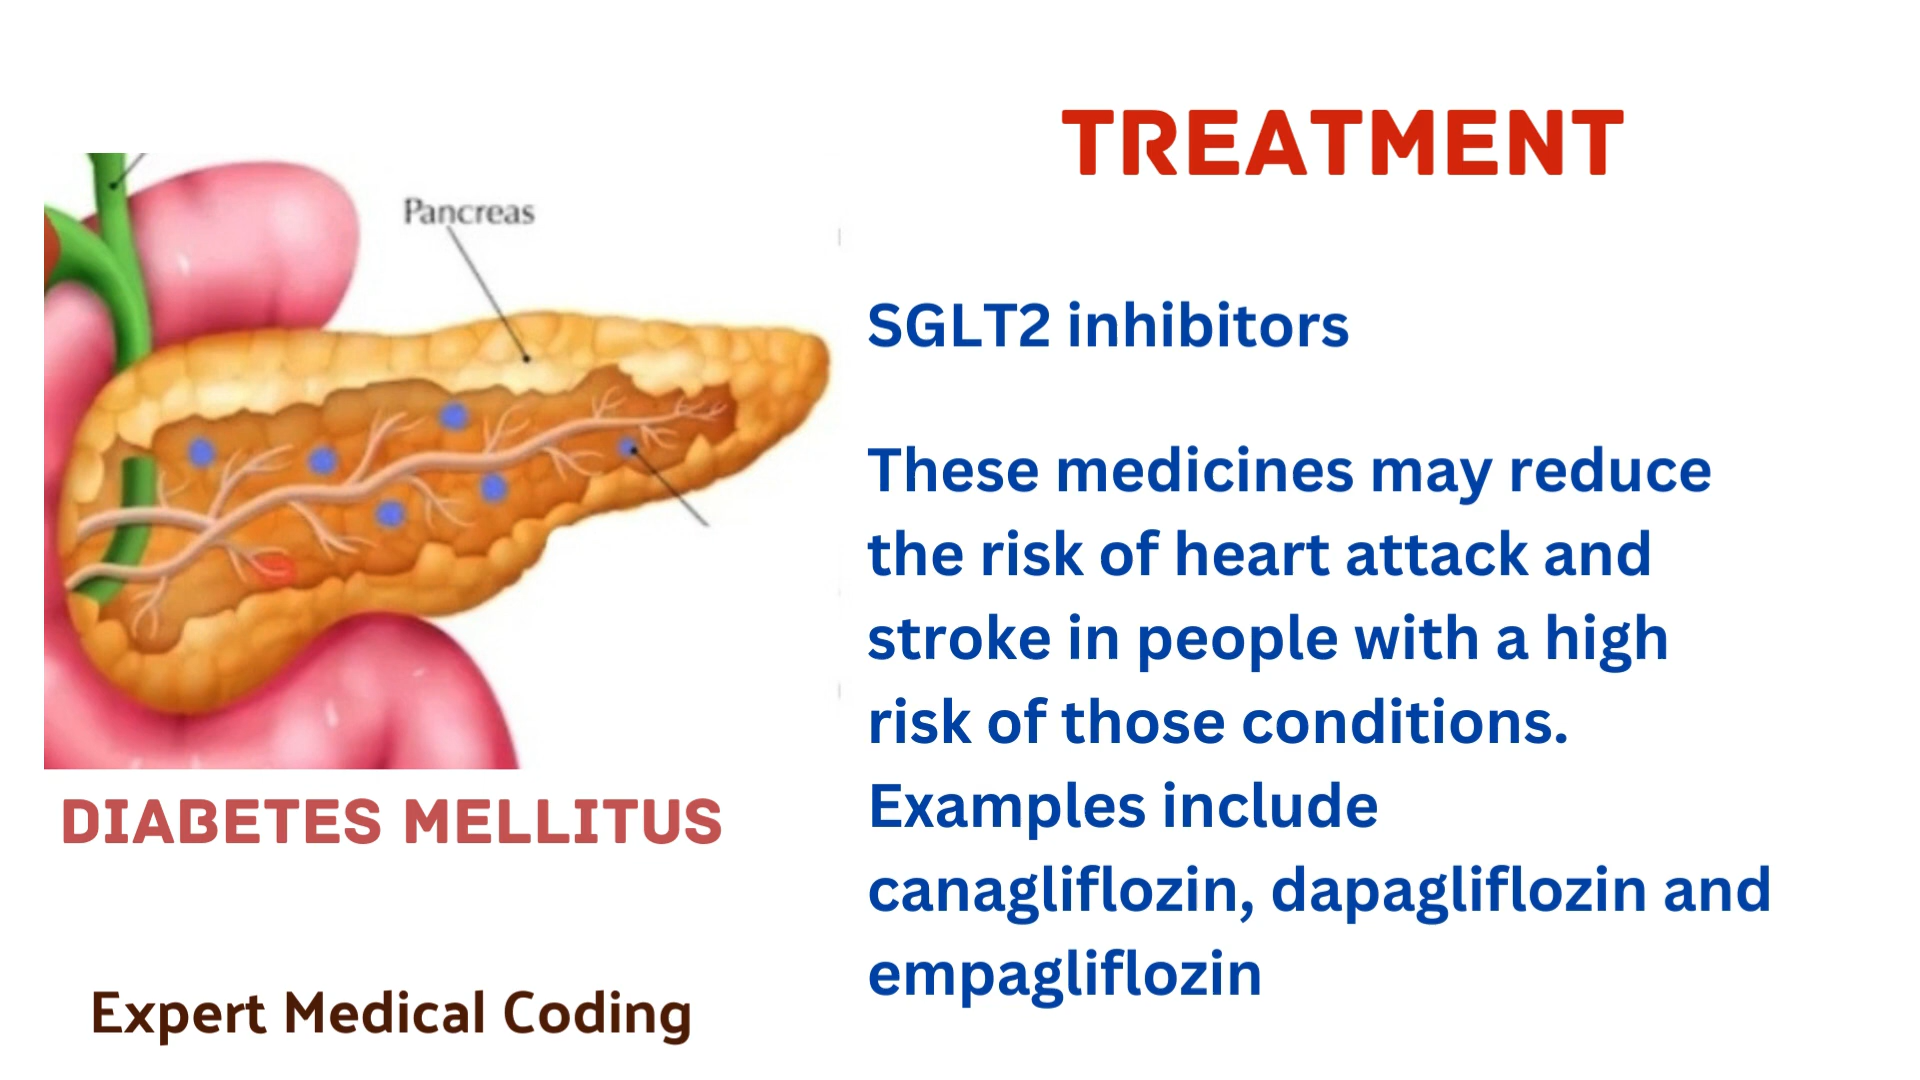 TREATMENT
Pancreas
SGLT2 inhibitors
These medicines may reduce
the risk of heart attack and
stroke in people with a high
risk of those conditions.
Examples include
canagliflozin, dapagliflozin and
empagliflozin
DIABETES MELLITUS
Expert Medical Coding